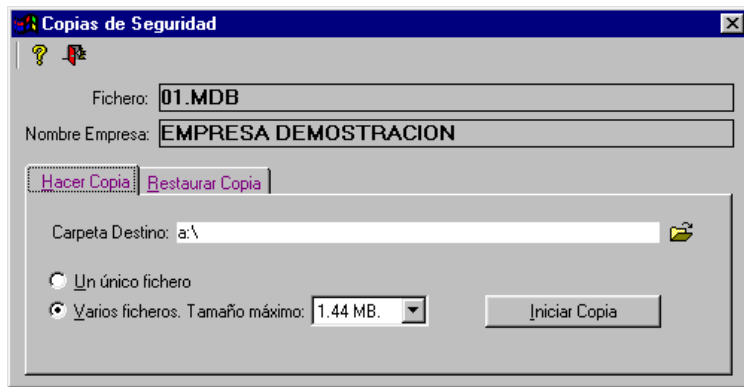 Copias de Seguridad
Fichero: 01.MDB
Nombre Empresa: EMPRESA DEMOSTRACION
Hacer Copia Restaurar Copia
Carpeta Destino: a:\
Un único fichero
Varios ficheros. Tamaño máximo: 1.44 MB. Iniciar Copia